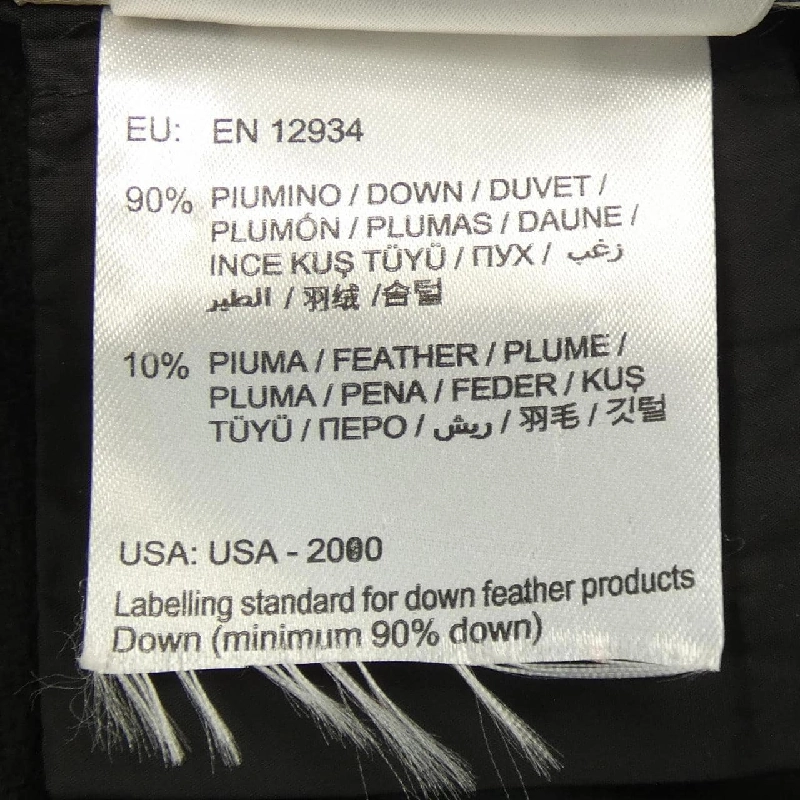 EU: EN 12934
90% PIUMINO / DOWN / DUVET /
PLUMÓN / PLUMAS / DAUNE /
INCE KUŞ TÜYÜ / ПУХ / زغب
الطير / 羽绒 / 솜털
10% PIUMA / FEATHER / PLUME /
PLUMA / PENA / FEDER / KUŞ
TÜYÜ / ПЕРО / ريش / 羽毛 / 깃털
USA: USA - 2000
Labelling standard for down feather products
Down (minimum 90% down)